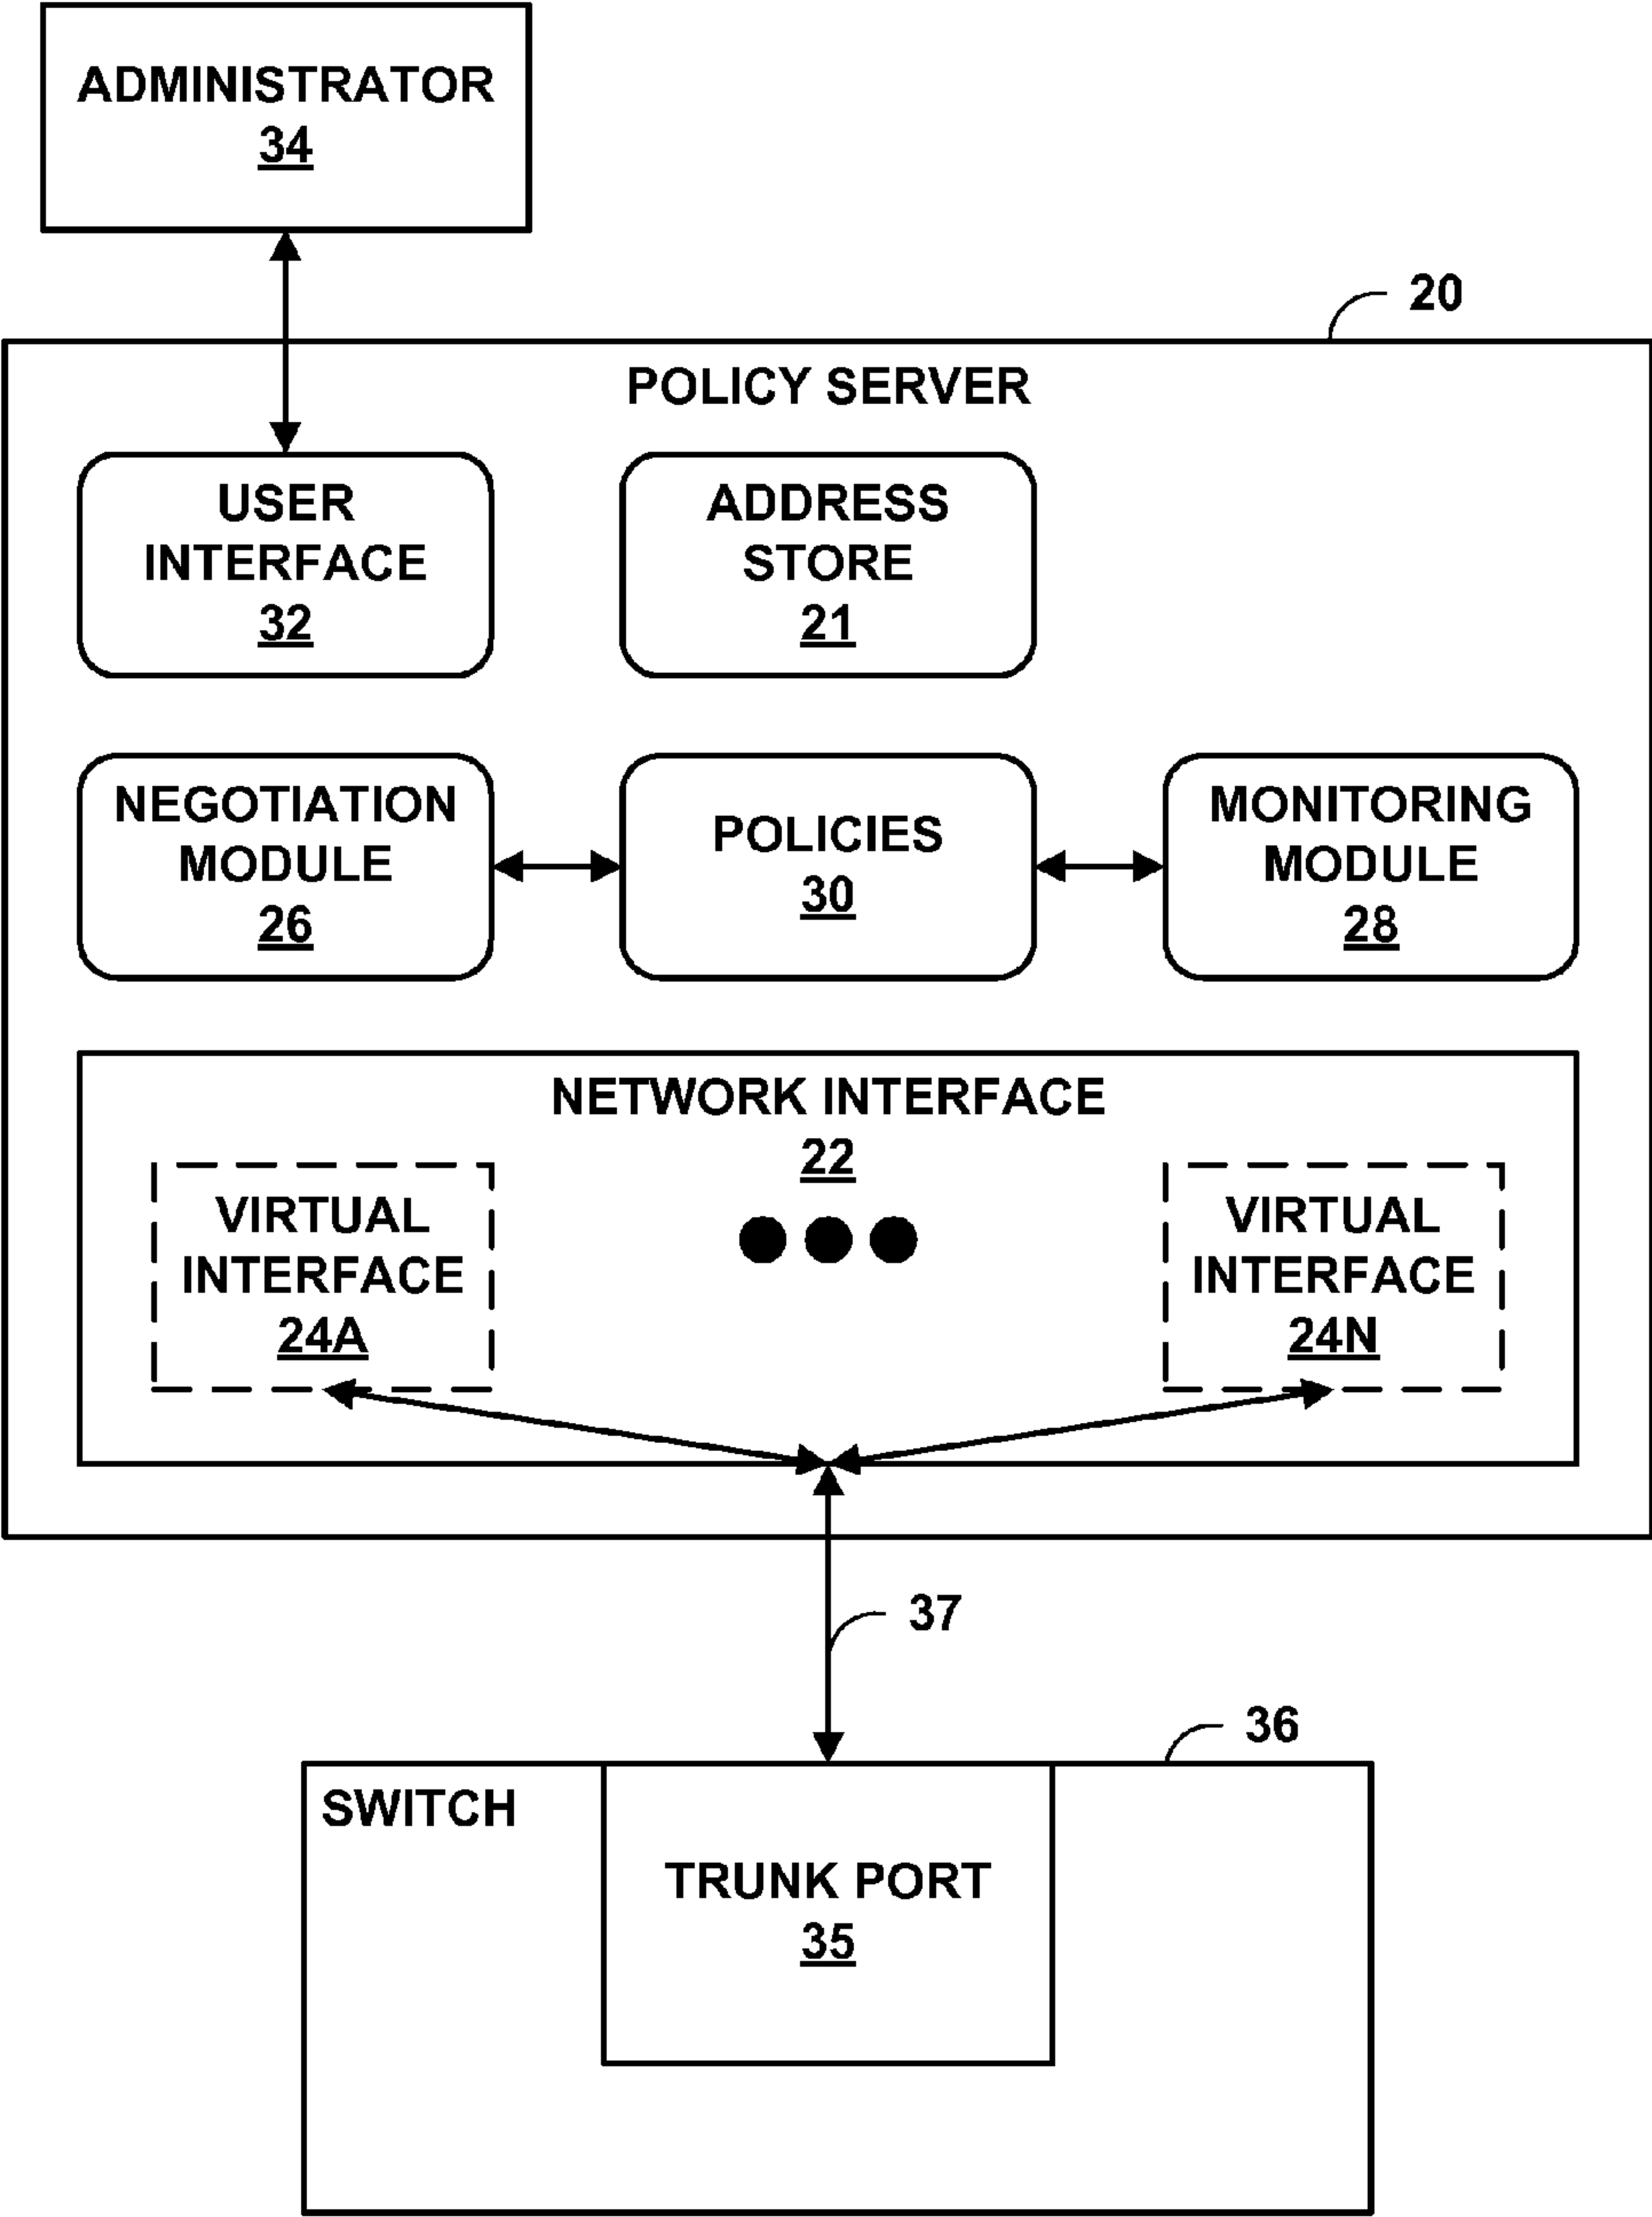 ADMINISTRATOR
34
20
POLICY SERVER
USER
INTERFACE
32
ADDRESS
STORE
21
NEGOTIATION
MODULE
26
POLICIES
30
MONITORING
MODULE
28
NETWORK INTERFACE
22
VIRTUAL
INTERFACE
24A
VIRTUAL
INTERFACE
24N
37
36
SWITCH
TRUNK PORT
35